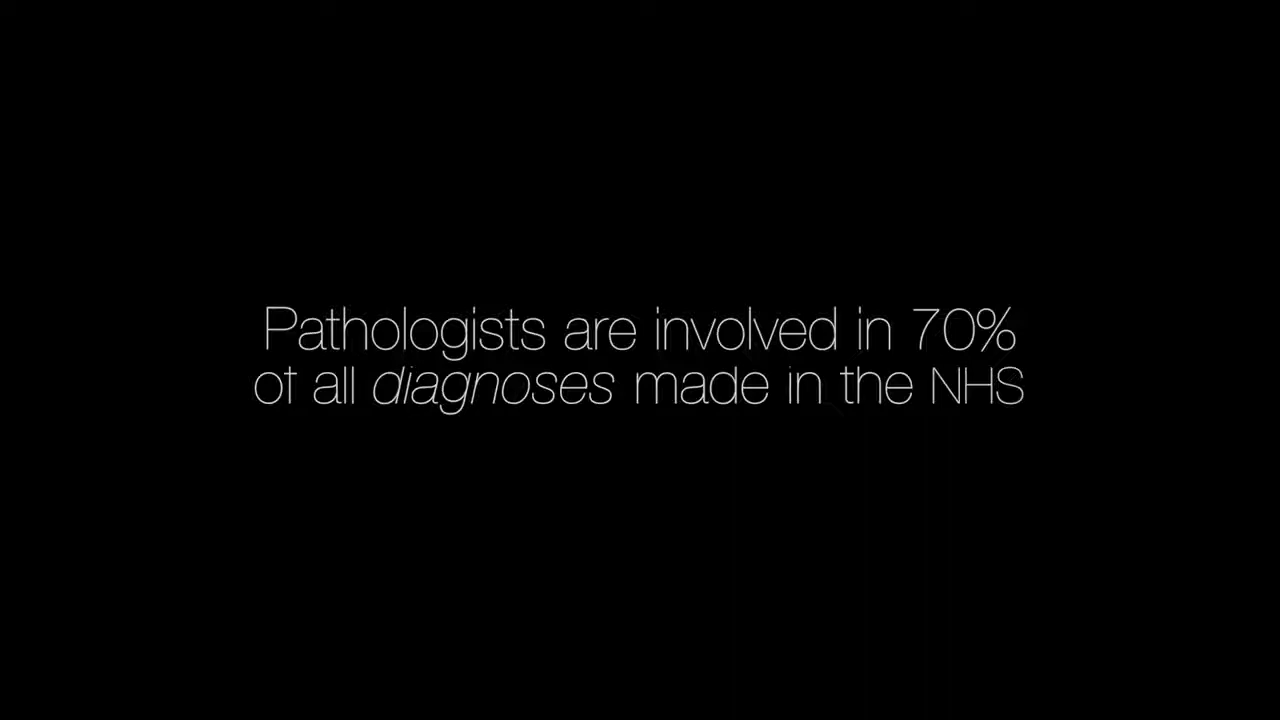 Pathologists are involved in 70%
of all diagnoses made in the NHS